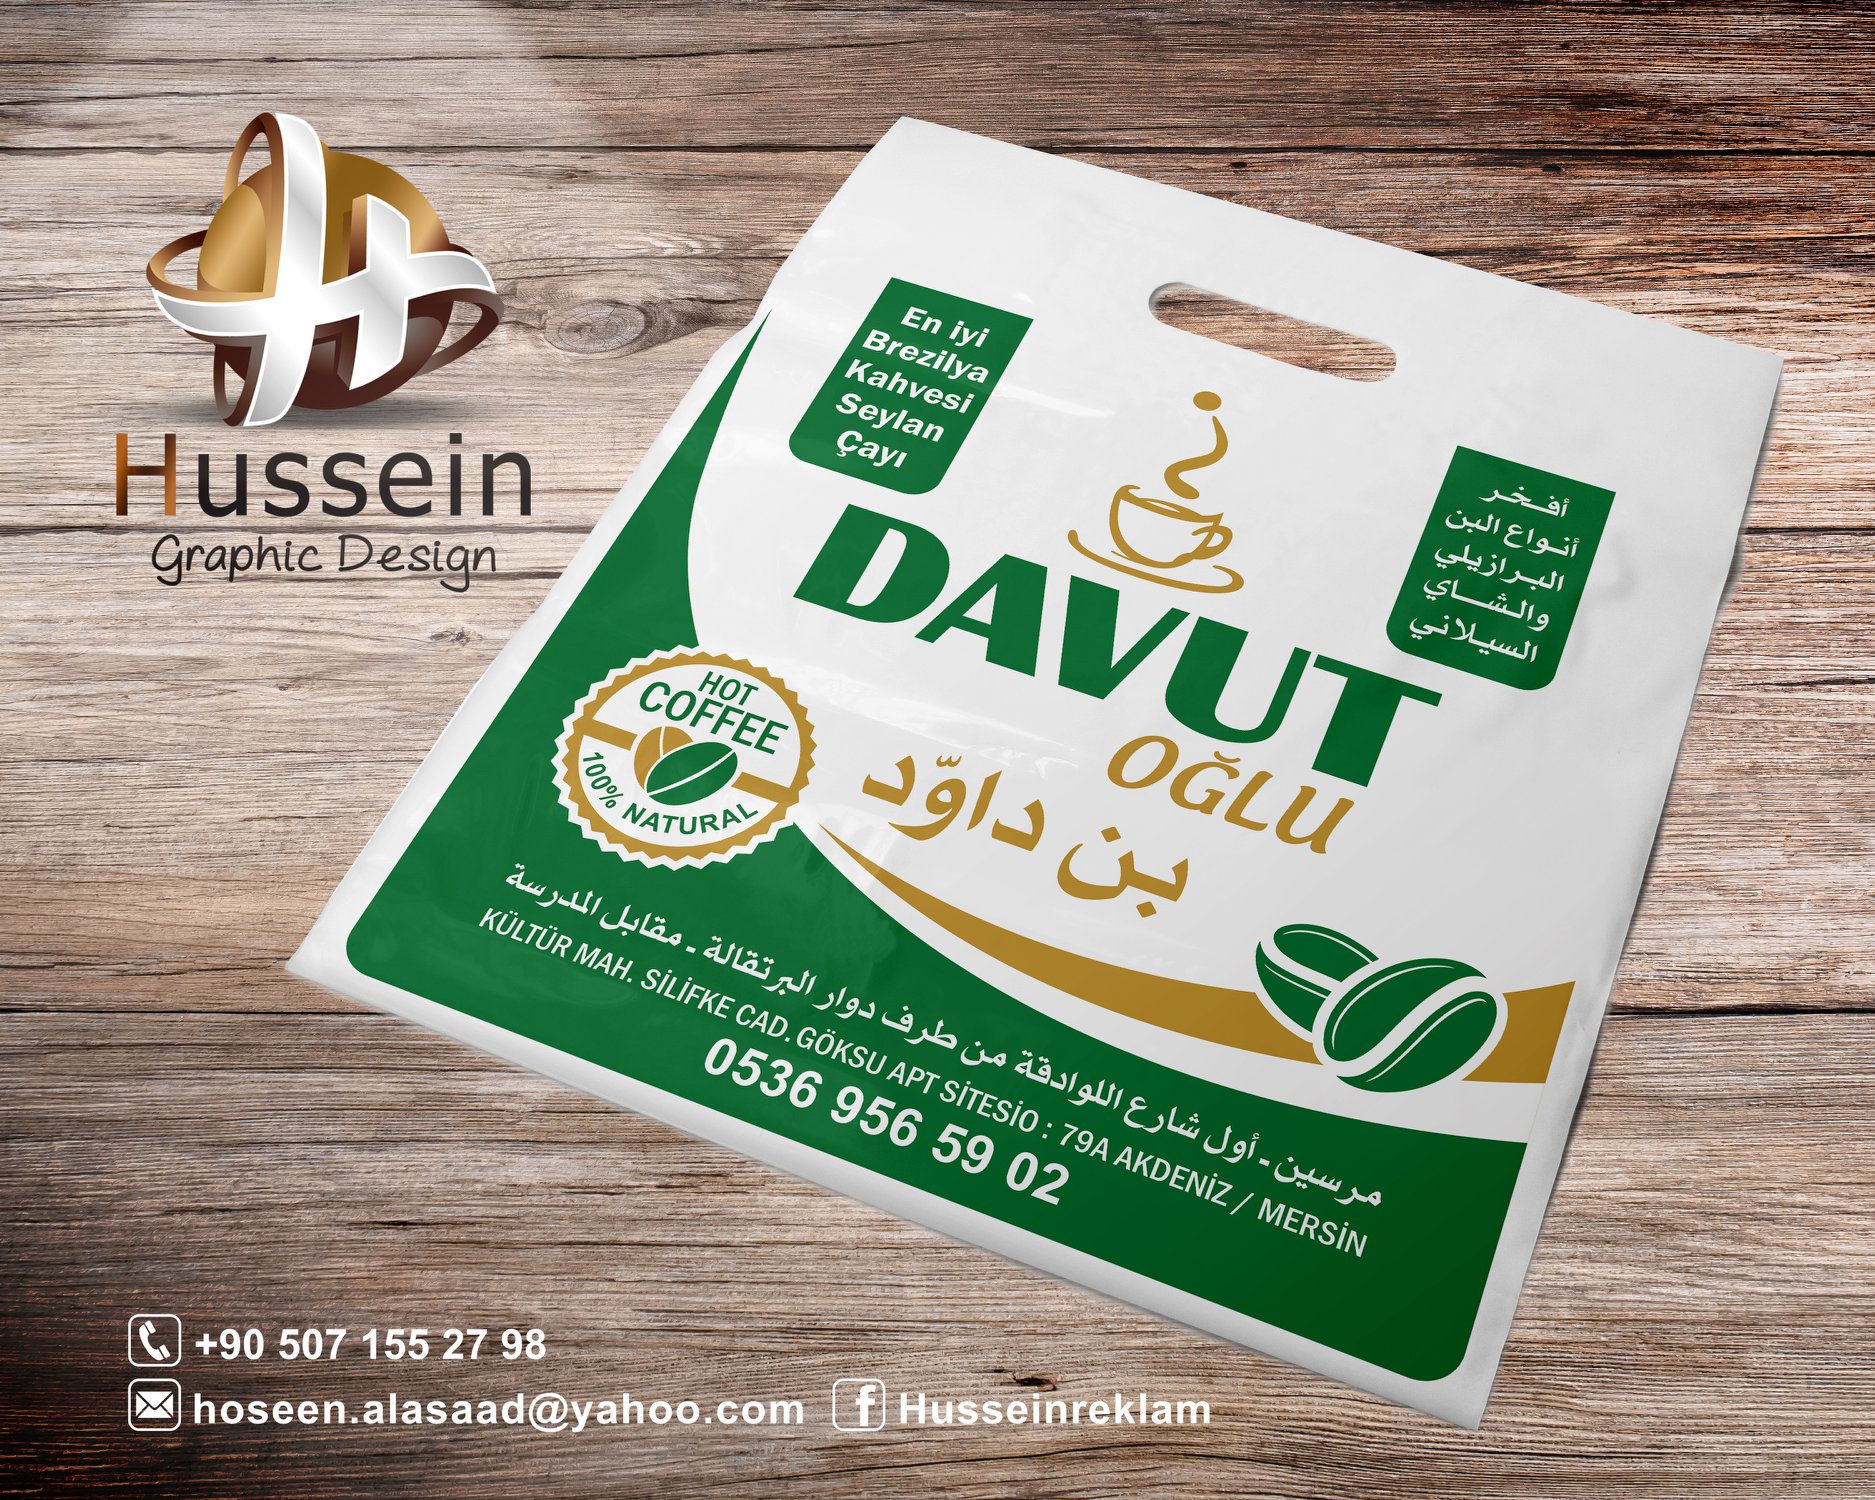 Hussein
Graphic Design
En iyi
Brezilya
Kahvesi
Seylan
Çayı
أفخر
أنواع البن
البرازيلي
والشاي
السيلاني
DAVUT
OĞLU
بن داوّد
HOT
COFFEE
100% NATURAL
مرسين - أول شارع اللوادقة من طرف دوار البرتقالة - مقابل المدرسة
KÜLTÜR MAH. SİLİFKE CAD. GÖKSU APT SİTESİO : 79A AKDENİZ / MERSİN
0536 956 59 02
+90 507 155 27 98
hoseen.alasaad@yahoo.com
Husseinreklam